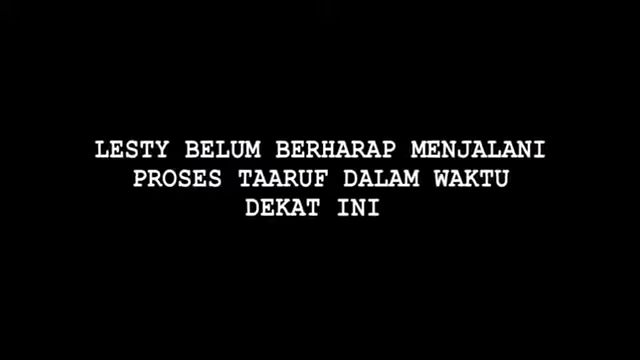 LESTY BELUM BERHARAP MENJALANI
PROSES TAARUF DALAM WAKTU
DEKAT INI